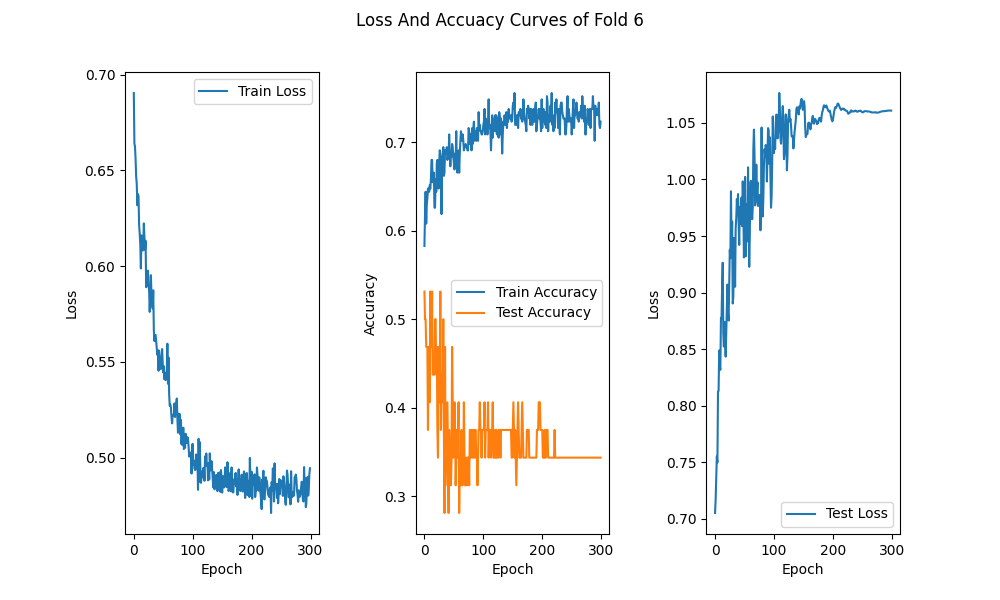 Loss And Accuacy Curves of Fold 6
0.70
0.65
0.60
0.55
0.50
Loss
0
100
200
300
Epoch
Train Loss
0.7
0.6
0.5
0.4
0.3
Accuracy
0
100
200
300
Epoch
Train Accuracy
Test Accuracy
1.05
1.00
0.95
0.90
0.85
0.80
0.75
0.70
Loss
0
100
200
300
Epoch
Test Loss